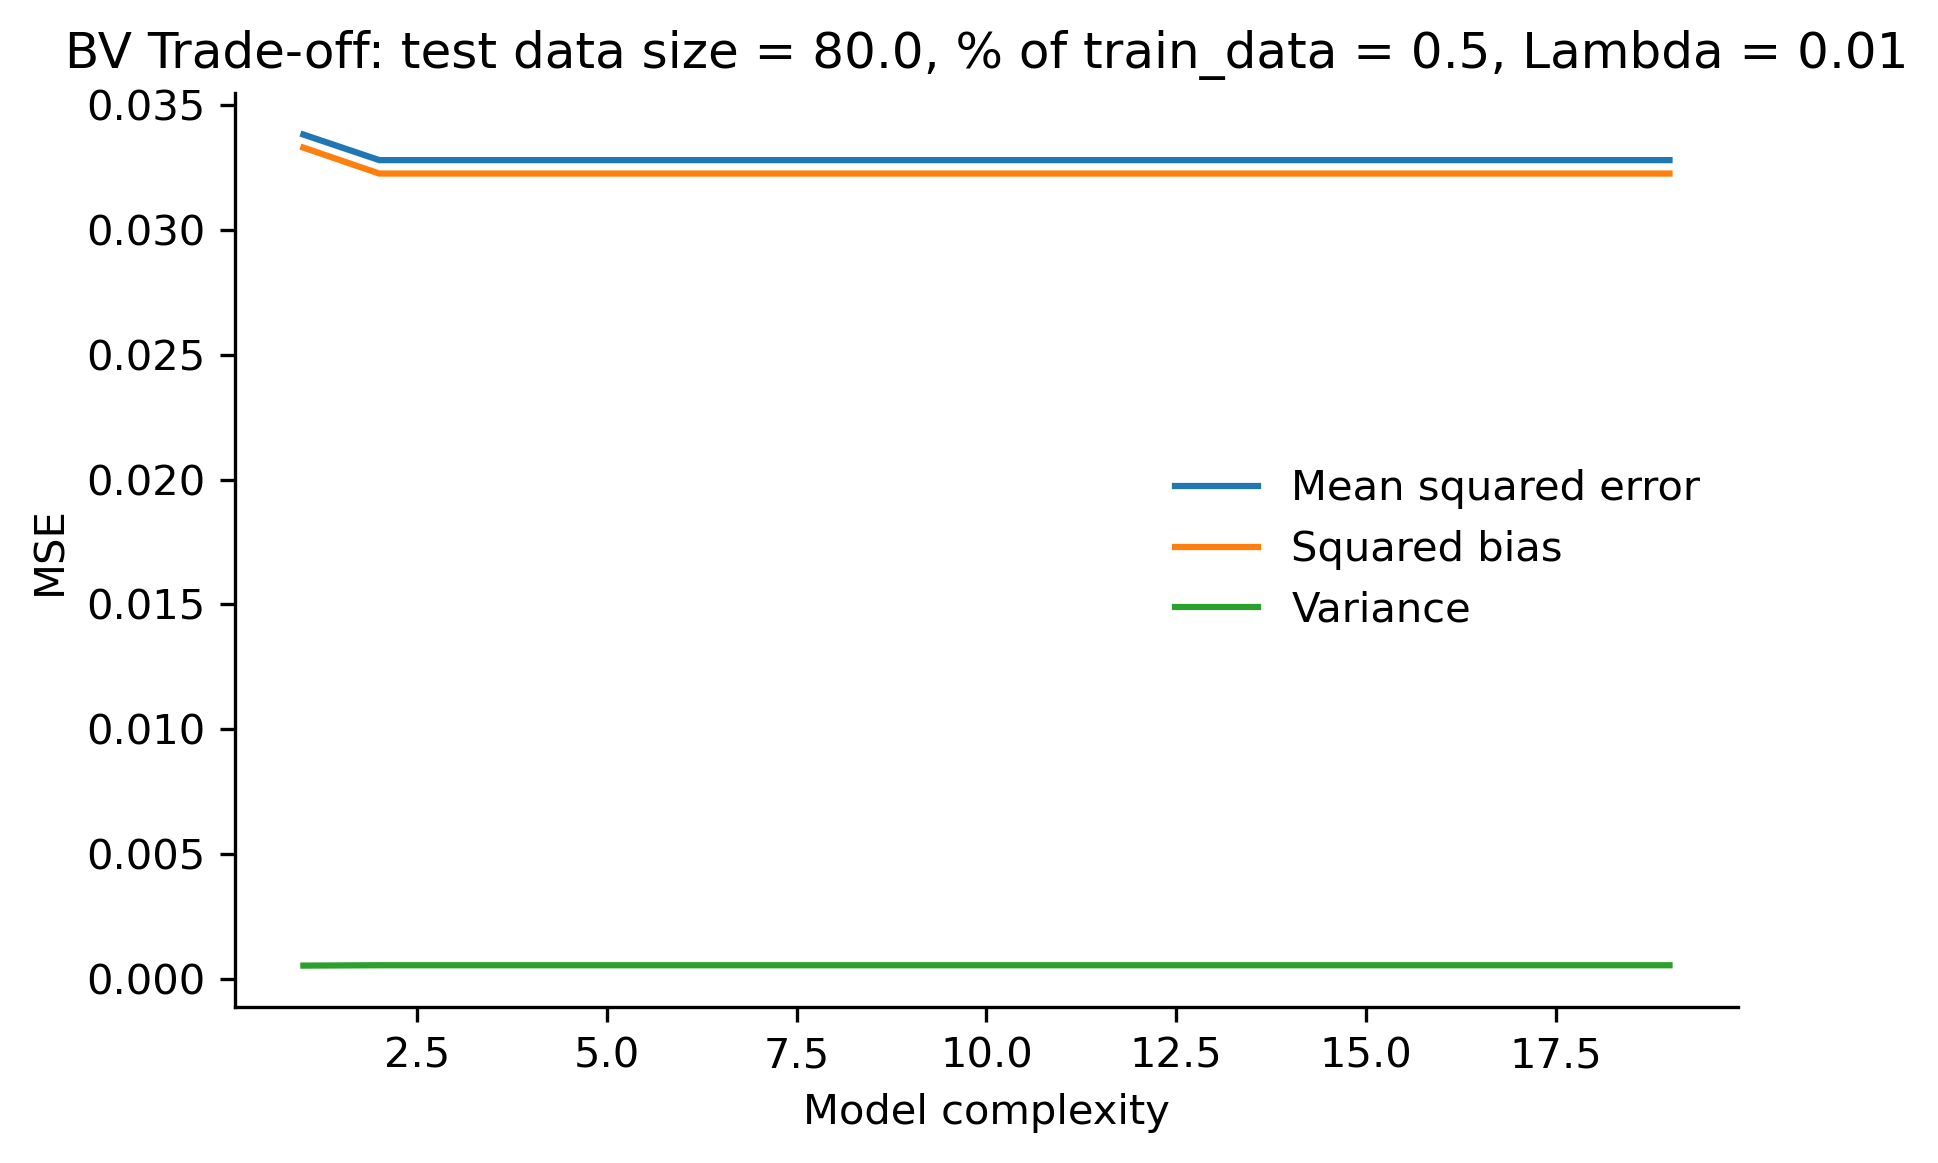 BV Trade-off: test data size = 80.0, % of train_data = 0.5, Lambda = 0.01
0.035
0.030
0.025
0.020
0.015
0.010
0.005
0.000
MSE
Mean squared error
Squared bias
Variance
2.5 5.0 7.5 10.0 12.5 15.0 17.5
Model complexity